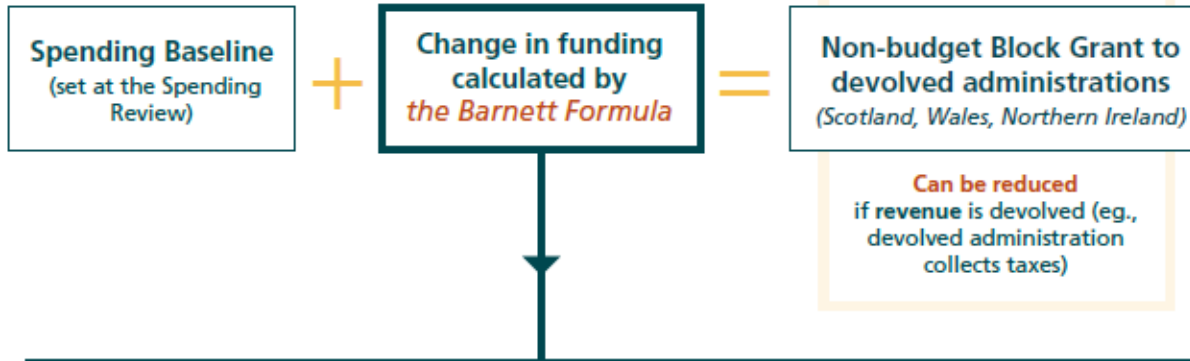 Spending Baseline
(set at the Spending
Review)
+
Change in funding
calculated by
the Barnett Formula
=
Non-budget Block Grant to
devolved administrations
(Scotland, Wales, Northern Ireland)
Can be reduced
if revenue is devolved (eg.,
devolved administration
collects taxes)